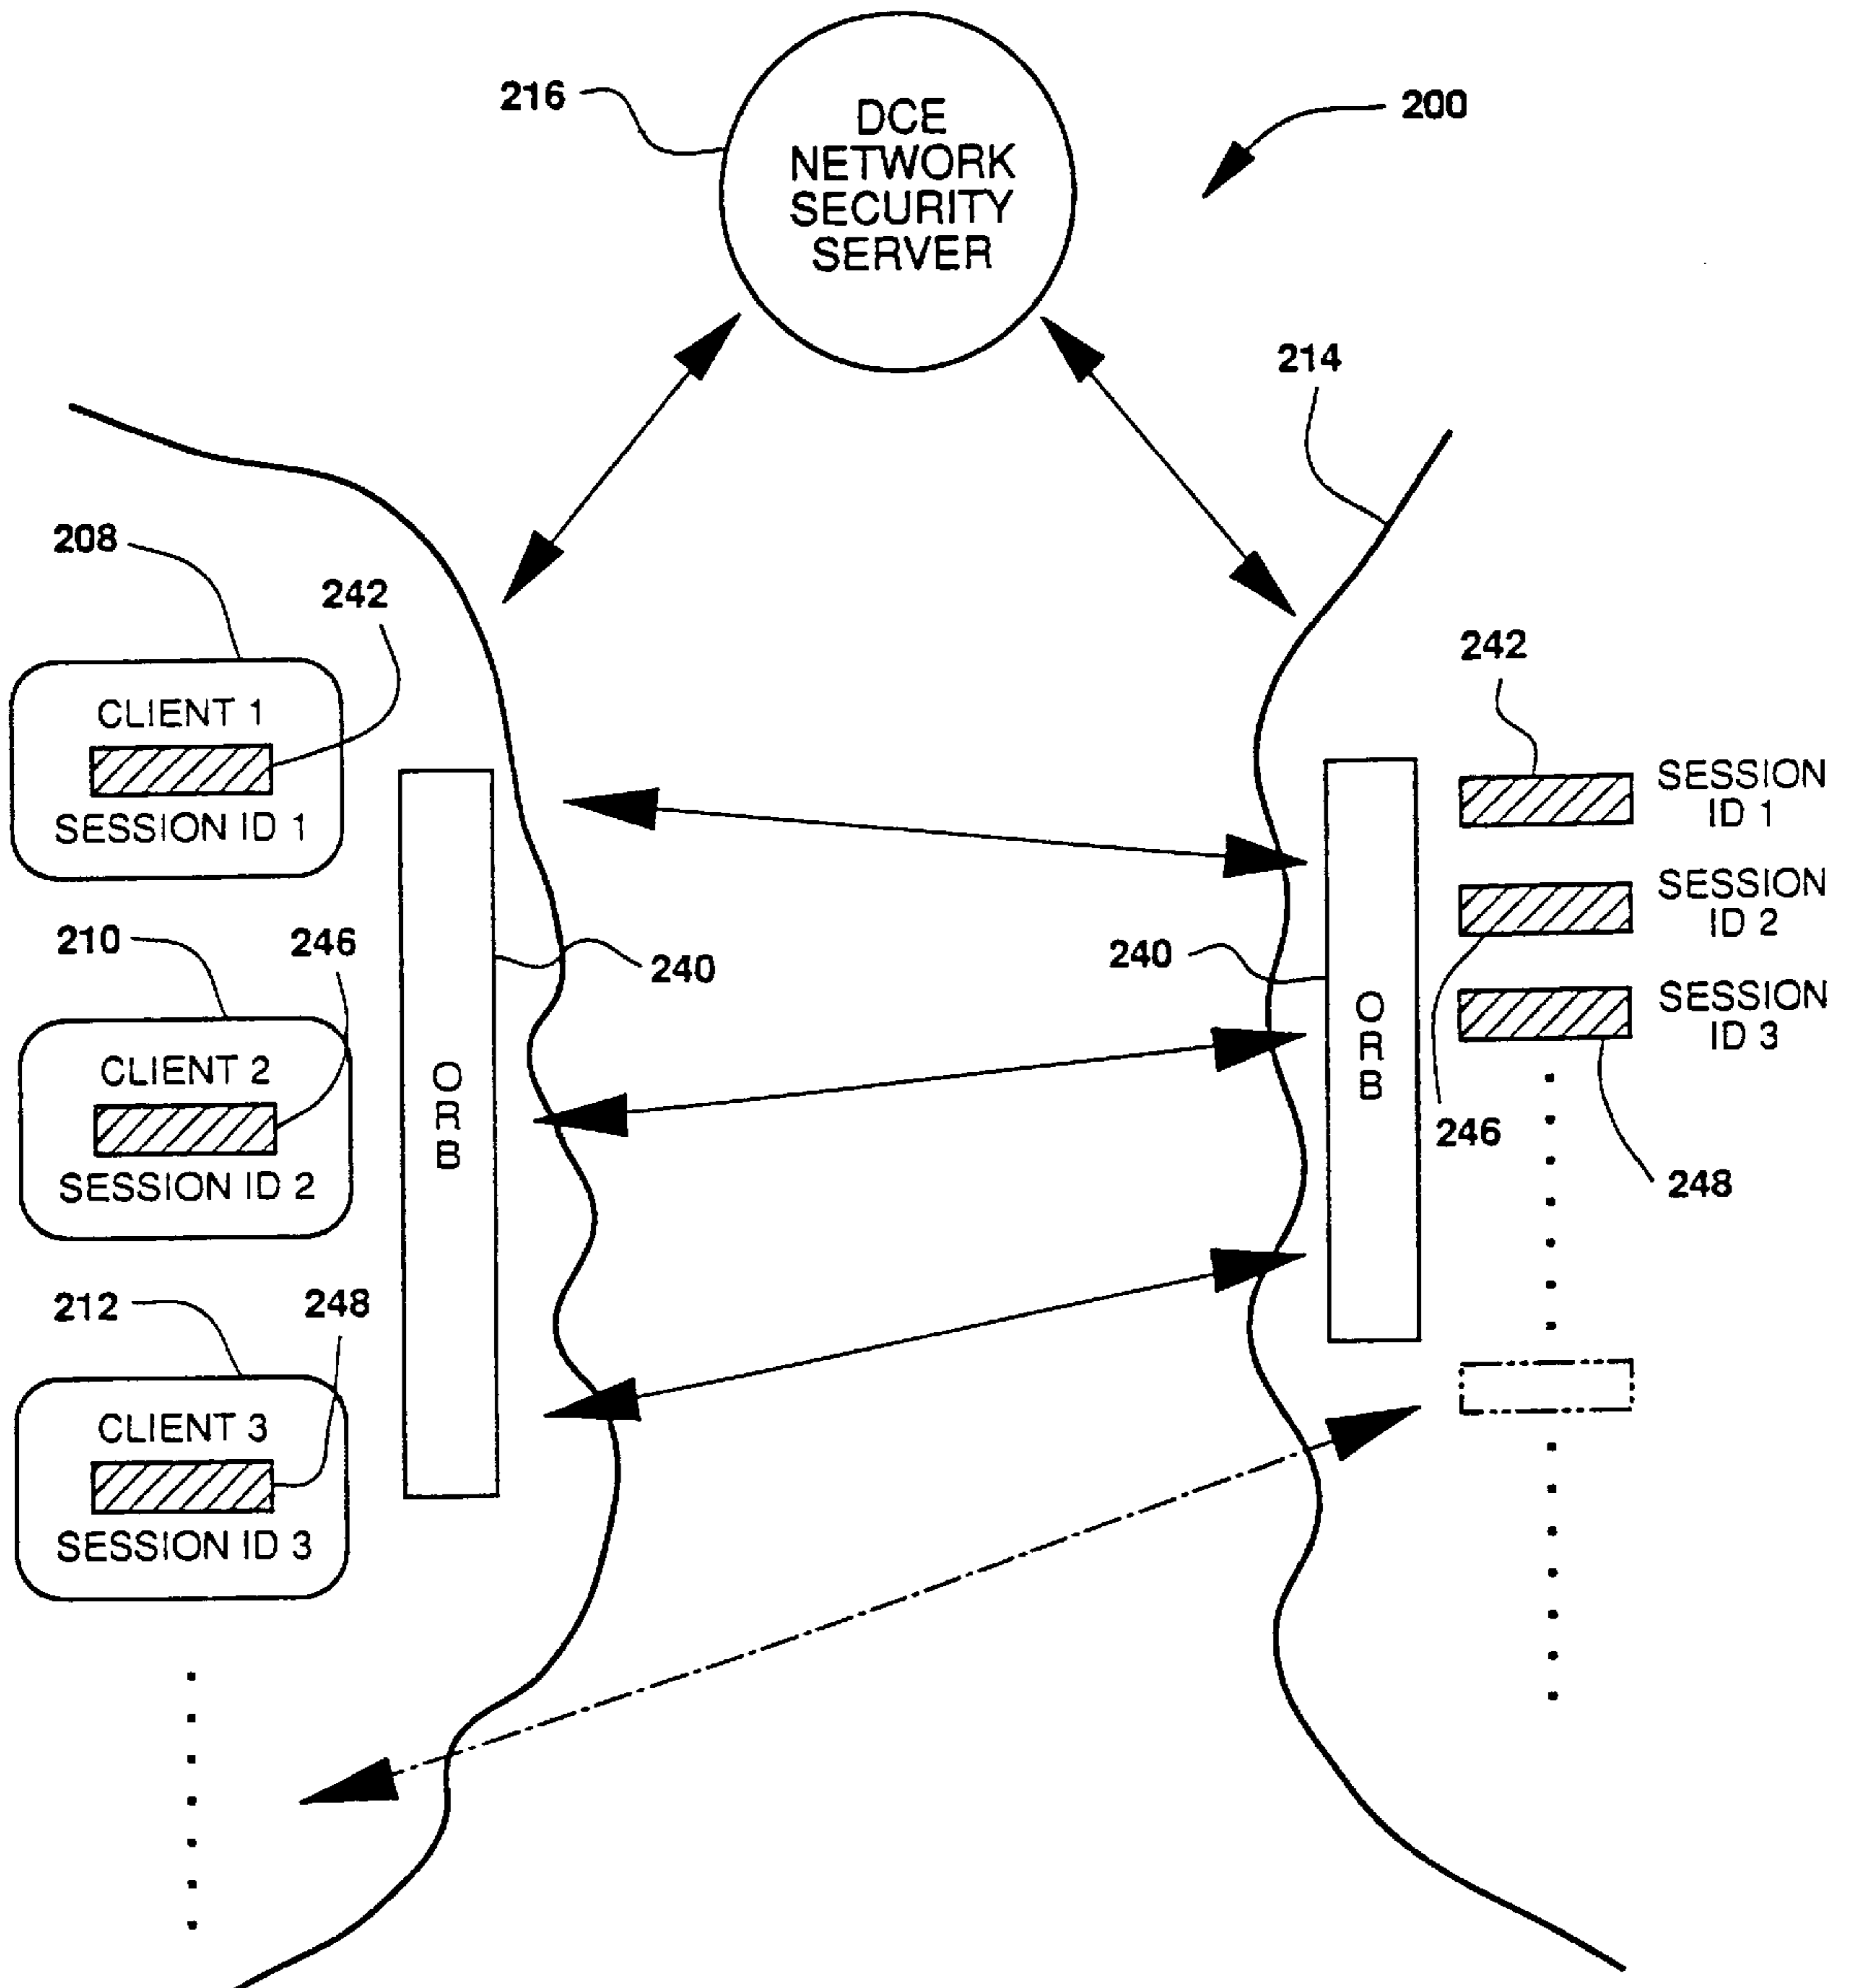 216
DCE
NETWORK
SECURITY
SERVER
200
214
208
242
CLIENT 1
SESSION ID 1
242
SESSION
ID 1
SESSION
ID 2
SESSION
ID 3
210
246
240
240
CLIENT 2
SESSION ID 2
O
R
B
O
R
B
246
248
212
248
CLIENT 3
SESSION ID 3